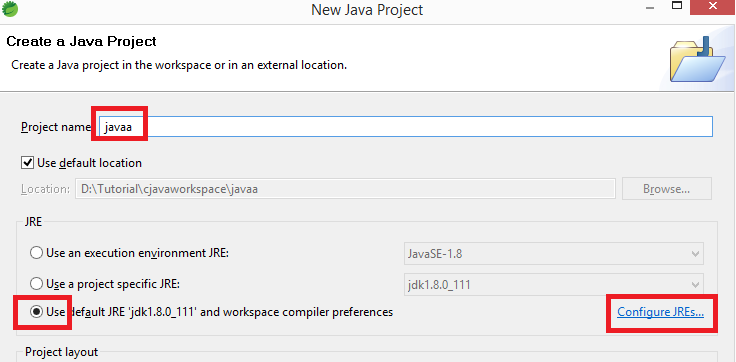 New Java Project
Create a Java Project
Create a Java project in the workspace or in an external location.
Project name: javaa
Use default location
Location: D:\Tutorial\cjavaworkspace\javaa Browse...
JRE
Use an execution environment JRE: JavaSE-1.8
Use a project specific JRE: jdk1.8.0_111
Use default JRE 'jdk1.8.0_111' and workspace compiler preferences Configure JREs...
Project layout